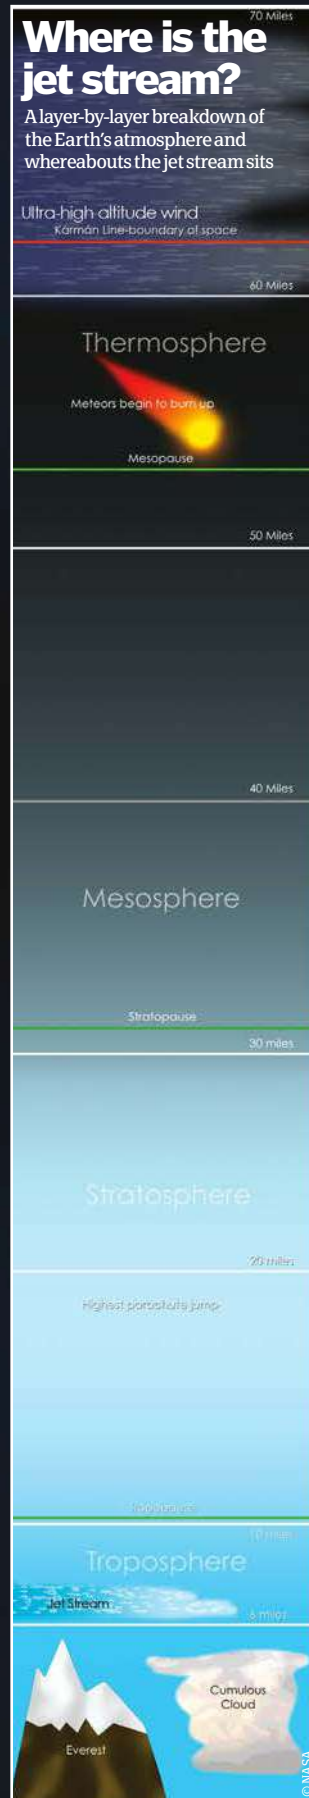 70 Miles
Where is the
jet stream?
A layer-by-layer breakdown of
the Earth's atmosphere and
whereabouts the jet stream sits
Ultra-high altitude wind
Kármán Line-boundary of space
60 Miles
Thermosphere
Meteors begin to burn up
Mesopause
50 Miles
40 Miles
Mesosphere
Stratopause
30 miles
Stratosphere
20 miles
Highest parachute jump
Tropopause
10 miles
Troposphere
Jet Stream
6 miles
Cumulous
Cloud
Everest
© NASA